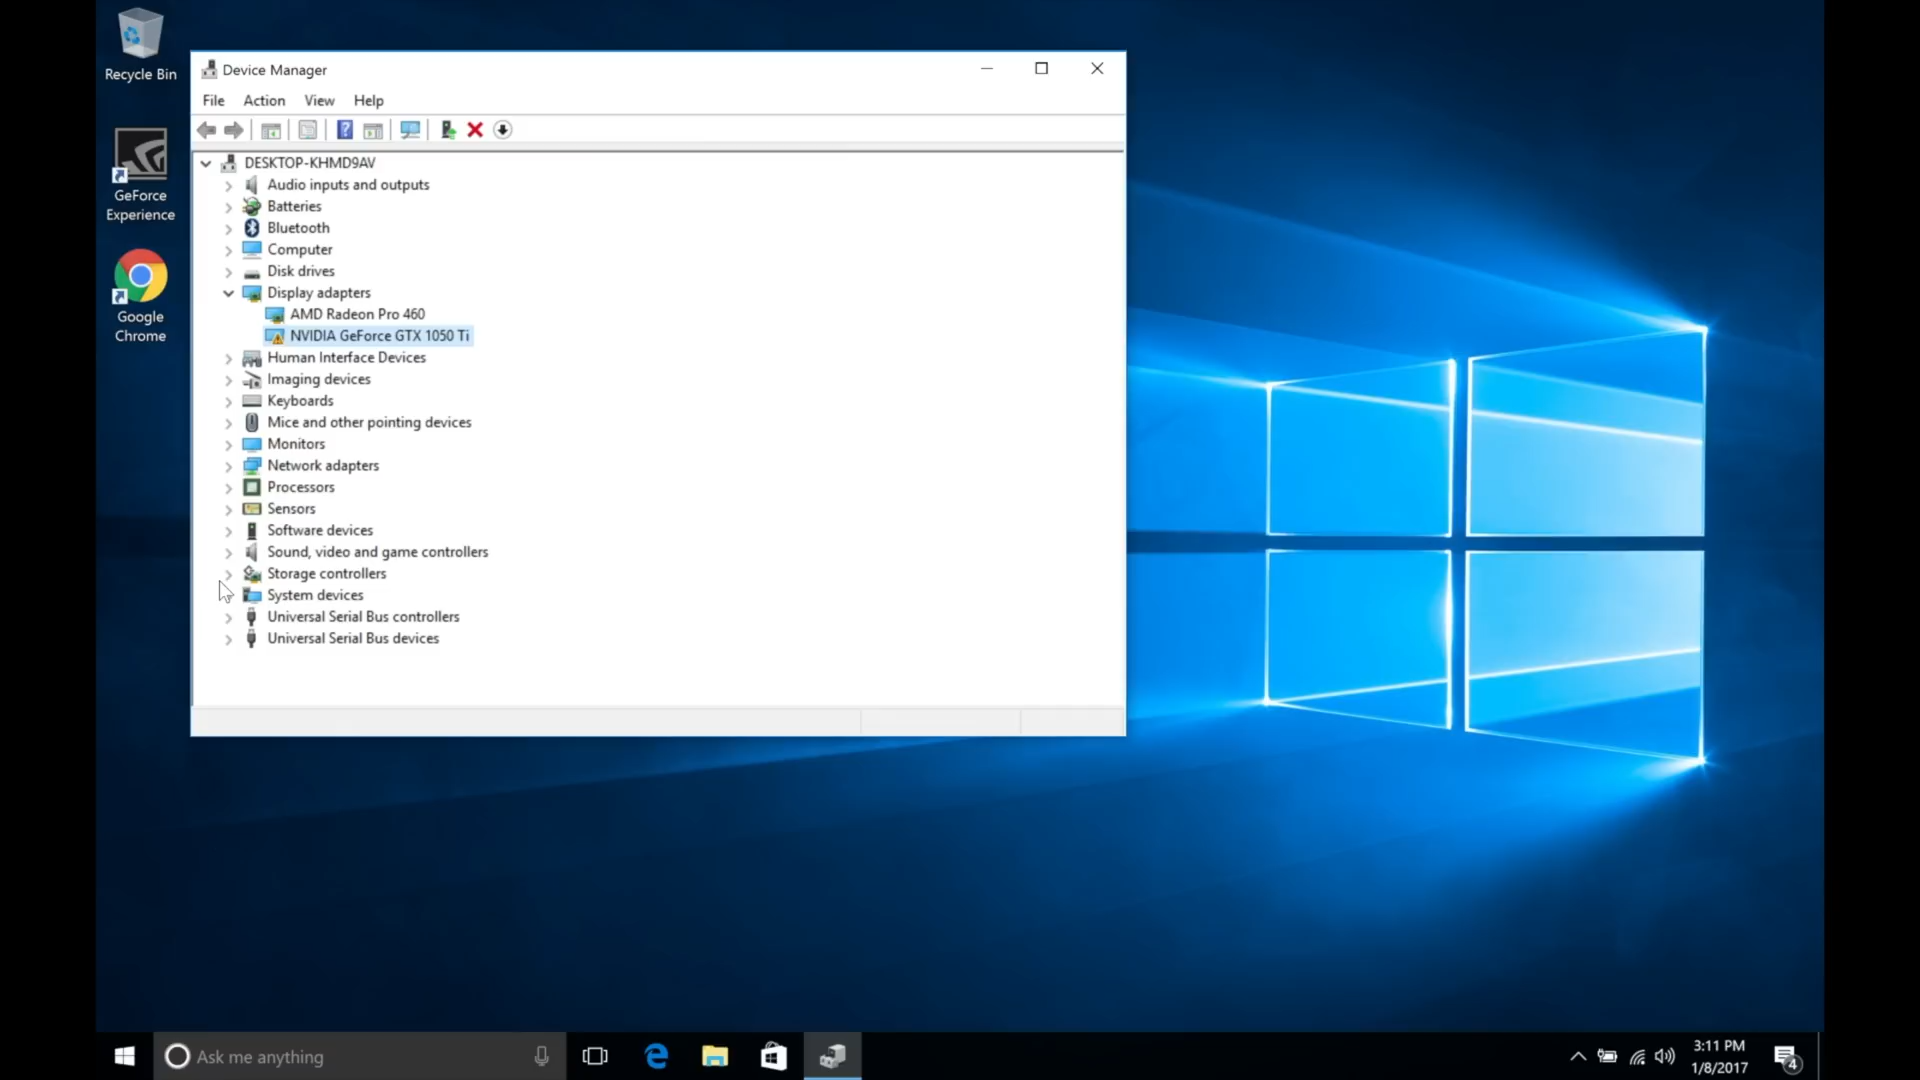 Recycle Bin
GeForce
Experience
Google
Chrome
Device Manager
File Action View Help
DESKTOP-KHMD9AV
Audio inputs and outputs
Batteries
Bluetooth
Computer
Disk drives
Display adapters
AMD Radeon Pro 460
NVIDIA GeForce GTX 1050 Ti
Human Interface Devices
Imaging devices
Keyboards
Mice and other pointing devices
Monitors
Network adapters
Processors
Sensors
Software devices
Sound, video and game controllers
Storage controllers
System devices
Universal Serial Bus controllers
Universal Serial Bus devices
Ask me anything
3:11 PM
1/8/2017
4